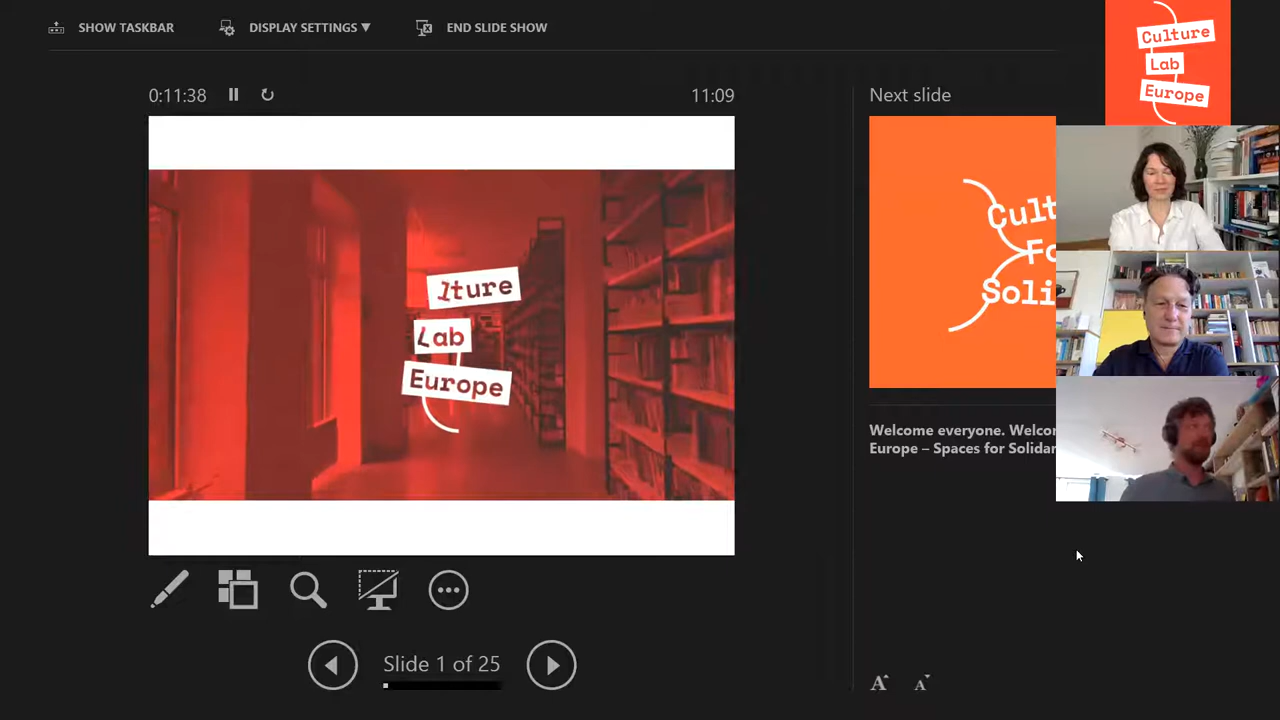 SHOW TASKBAR
DISPLAY SETTINGS ▼
END SLIDE SHOW
0:11:38
11:09
lture
Lab
Europe
Slide 1 of 25
Next slide
Cult
Fo
Soli
Welcome everyone. Welco
Europe – Spaces for Solidar
A A
Culture
Lab
Europe